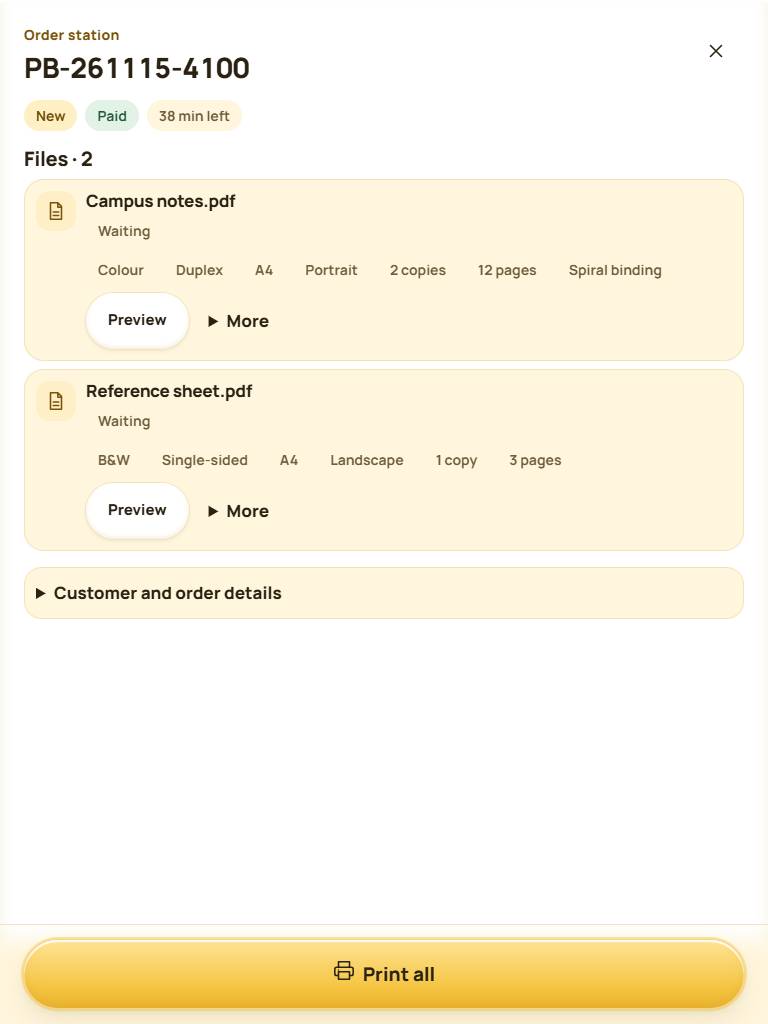 Order station
PB-261115-4100
New Paid 38 min left
Files · 2
Campus notes.pdf
Waiting
Colour Duplex A4 Portrait 2 copies 12 pages Spiral binding
Preview More
Reference sheet.pdf
Waiting
B&W Single-sided A4 Landscape 1 copy 3 pages
Preview More
Customer and order details
Print all